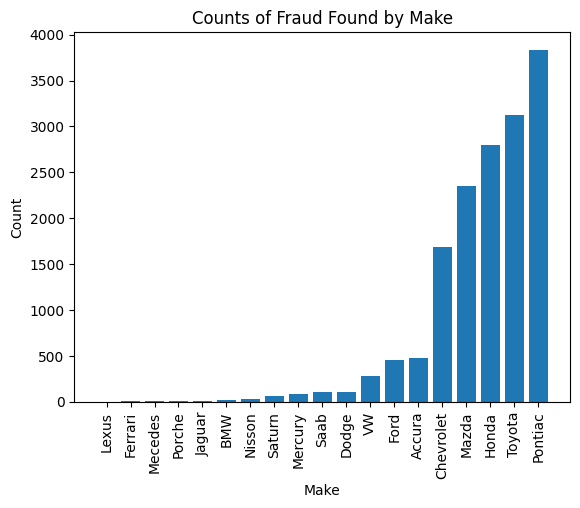 Counts of Fraud Found by Make
Count
4000
3500
3000
2500
2000
1500
1000
500
0
Lexus
Ferrari
Mecedes
Porche
Jaguar
BMW
Nisson
Saturn
Mercury
Saab
Dodge
VW
Ford
Accura
Chevrolet
Mazda
Honda
Toyota
Pontiac
Make